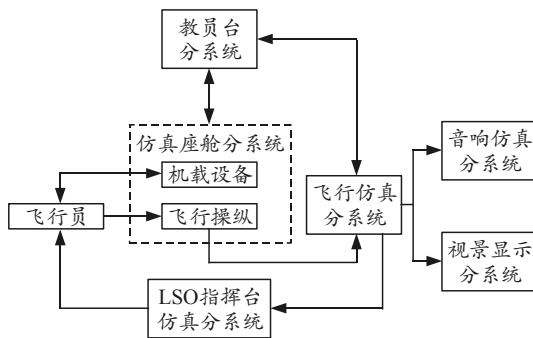 教员台
分系统
仿真座舱分系统
机载设备
飞行员
飞行操纵
飞行仿真
分系统
音响仿真
分系统
视景显示
分系统
LSO指挥台
仿真分系统